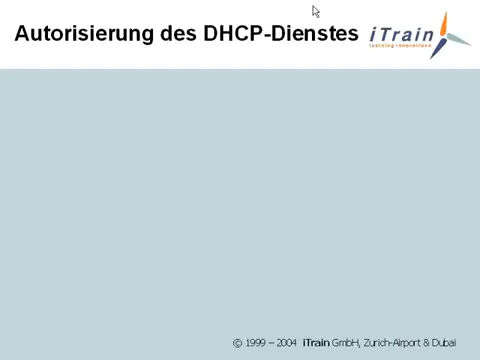 Autorisierung des DHCP-Dienstes
iTrain
learning innovations
© 1999 – 2004 iTrain GmbH, Zurich-Airport & Dubai